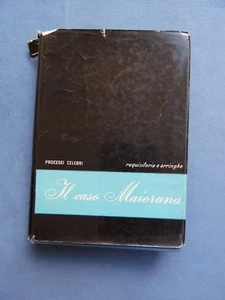 PROCESSI CELEBRI
requisitorie e arringhe
Il caso Maiorana